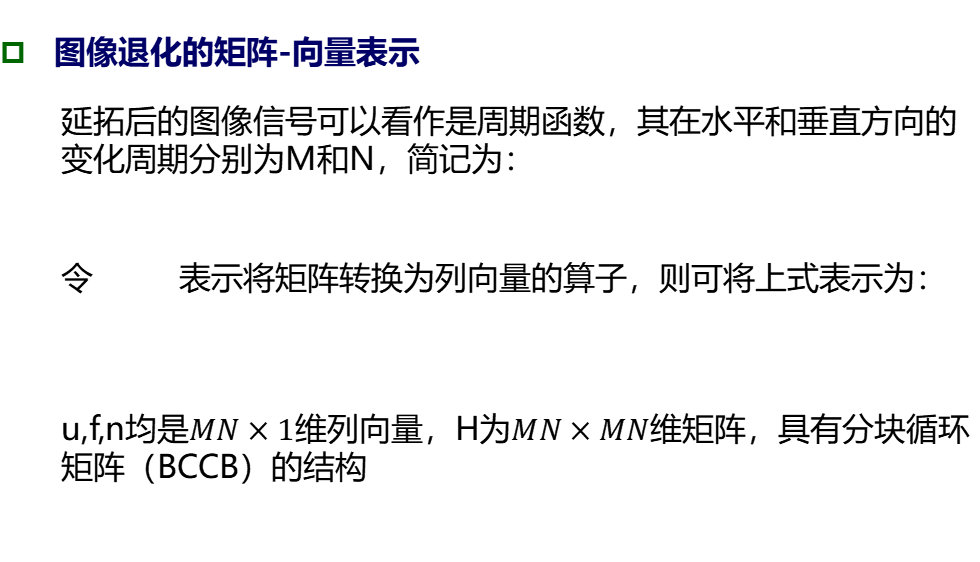 图像退化的矩阵-向量表示
延拓后的图像信号可以看作是周期函数，其在水平和垂直方向的
变化周期分别为M和N，简记为：
令 表示将矩阵转换为列向量的算子，则可将上式表示为：
u,f,n均是MN × 1维列向量，H为MN × MN维矩阵，具有分块循环
矩阵（BCCB）的结构